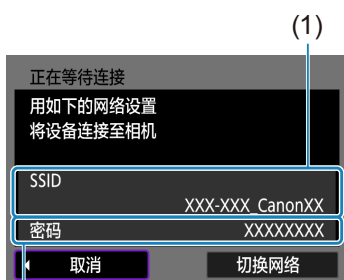 (1)
正在等待连接
用如下的网络设置
将设备连接至相机
SSID
XXX-XXX_CanonXX
密码 XXXXXXXX
取消 切换网络